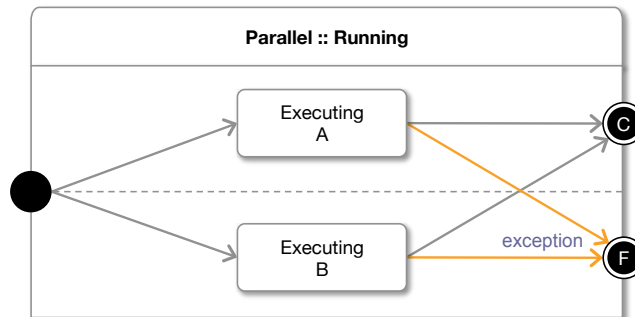 Parallel :: Running
Executing
A
C
Executing
B
exception
F